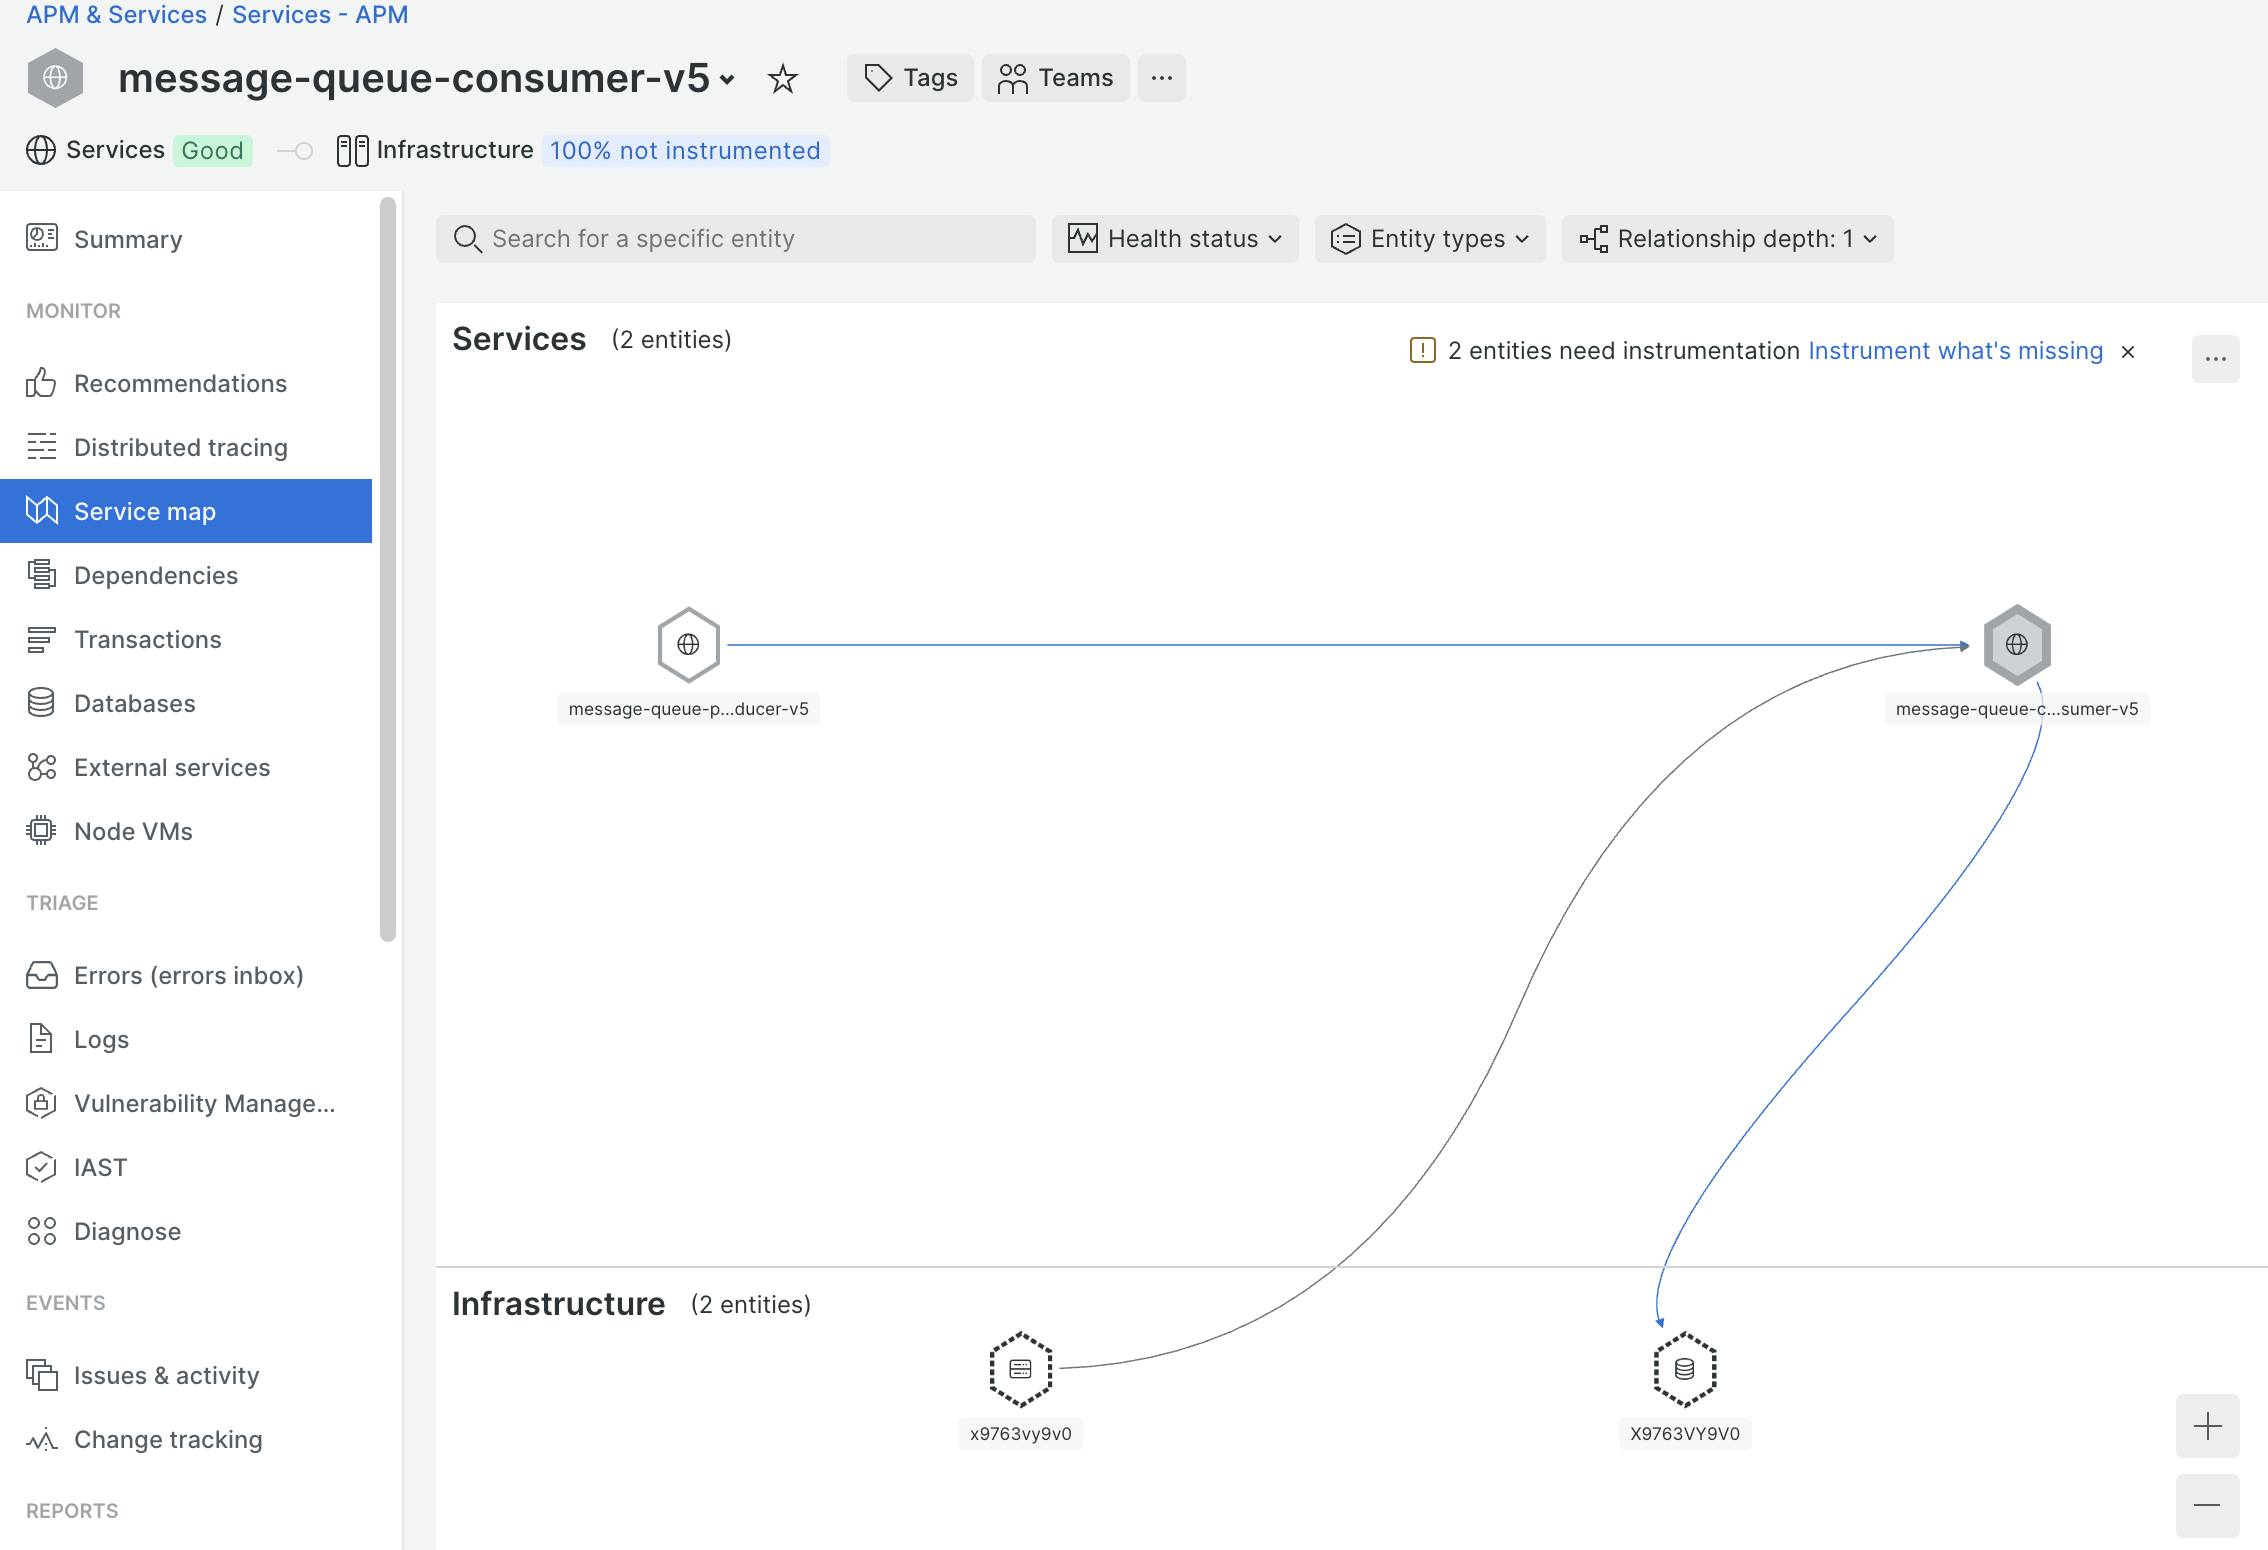 APM & Services / Services - APM
message-queue-consumer-v5
Tags
Teams
Services Good
Infrastructure 100% not instrumented
Summary
MONITOR
Recommendations
Distributed tracing
Service map
Dependencies
Transactions
Databases
External services
Node VMs
TRIAGE
Errors (errors inbox)
Logs
Vulnerability Manage...
IAST
Diagnose
EVENTS
Issues & activity
Change tracking
REPORTS
Search for a specific entity
Health status
Entity types
Relationship depth: 1
Services (2 entities)
2 entities need instrumentation Instrument what's missing
message-queue-p...ducer-v5
message-queue-c...sumer-v5
Infrastructure (2 entities)
x9763vy9v0
X9763VY9V0